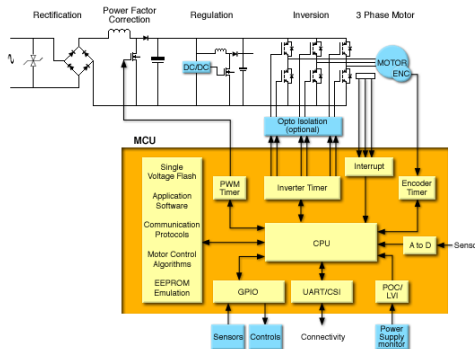 Rectification
Power Factor
Correction
Regulation
Inversion
3 Phase Motor
DC/DC
MOTOR
ENC
Opto Isolation
(optional)
MCU
Single
Voltage Flash
Application
Software
Communication
Protocols
Motor Control
Algorithms
EEPROM
Emulation
PWM
Timer
Inverter Timer
Interrupt
Encoder
Timer
CPU
A to D
Senso
GPIO
UART/CSI
POC/
LVI
Sensors
Controls
Connectivity
Power
Supply
monitor